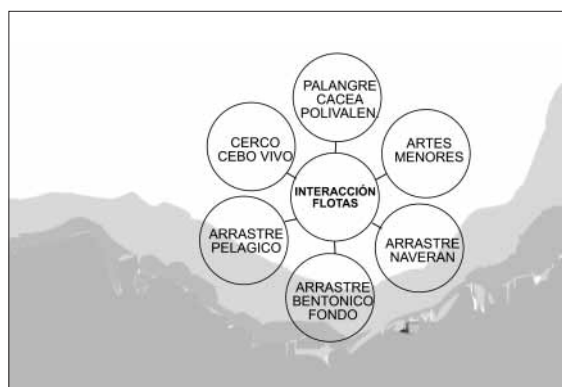 PALANGRE
CACEA
POLIVALEN.
CERCO
CEBO VIVO
ARTES
MENORES
INTERACCIÓN
FLOTAS
ARRASTRE
PELAGICO
ARRASTRE
NAVERAN
ARRASTRE
BENTONICO
FONDO